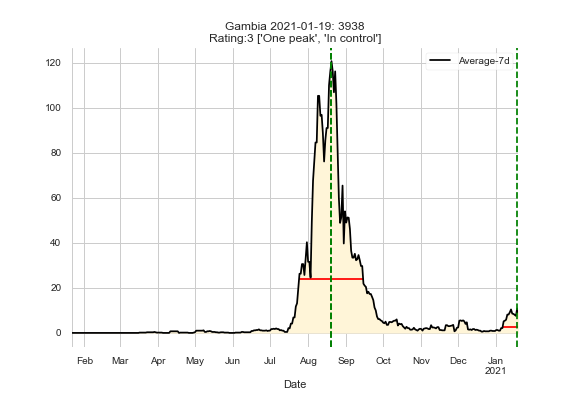 Gambia 2021-01-19: 3938
Rating:3 ['One peak', 'In control']
Average-7d
120
100
80
60
40
20
0
Feb Mar Apr May Jun Jul Aug Sep Oct Nov Dec Jan
2021
Date